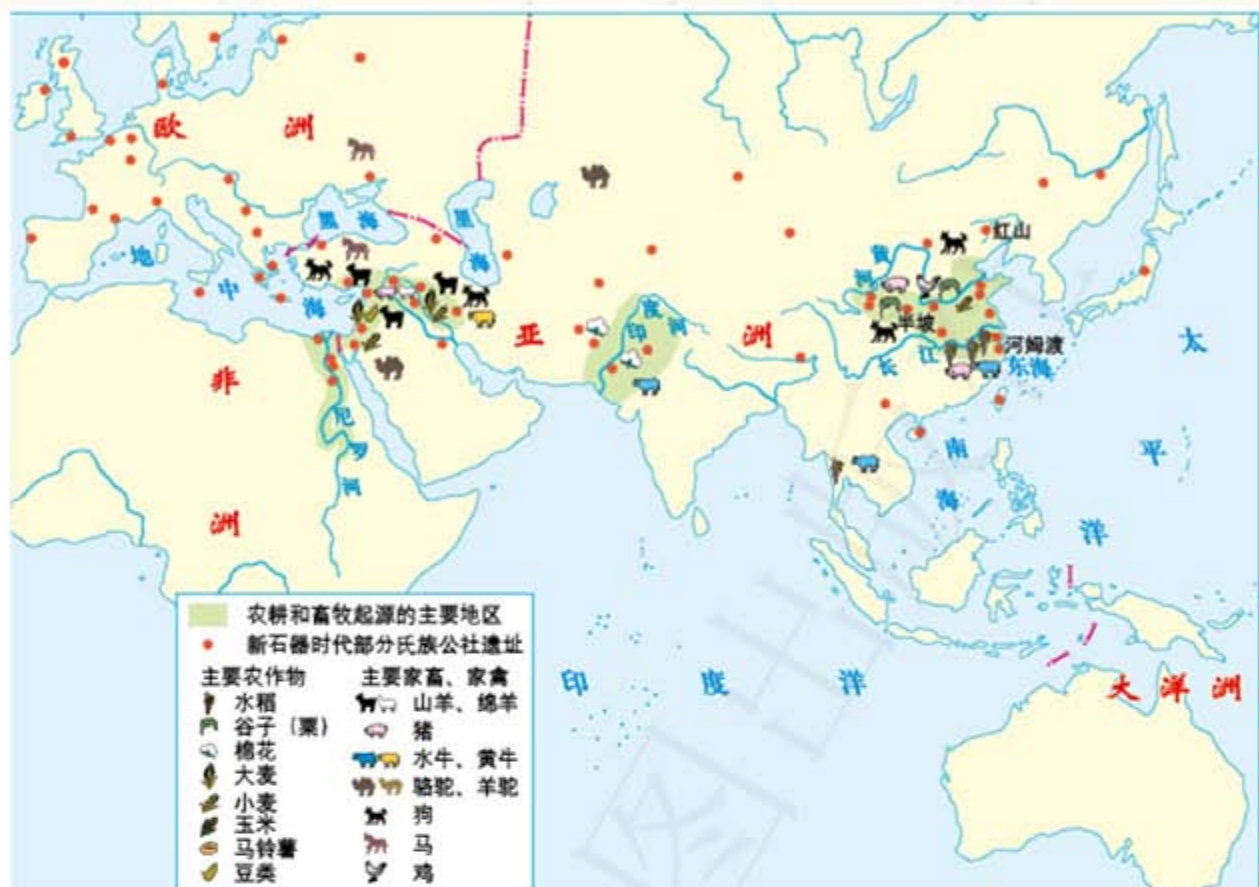 欧 洲
黑 海
里 海
地 中 海
亚 洲
印 度 河
黄 河
红山
半坡
长 江
河姆渡
东海
太 平 洋
非 洲
尼 罗 河
南 海
印 度 洋
大 洋 洲
农耕和畜牧起源的主要地区
新石器时代部分氏族公社遗址
主要农作物
水稻
谷子（粟）
棉花
大麦
小麦
玉米
马铃薯
豆类
主要家畜、家禽
山羊、绵羊
猪
水牛、黄牛
骆驼、羊驼
狗
马
鸡